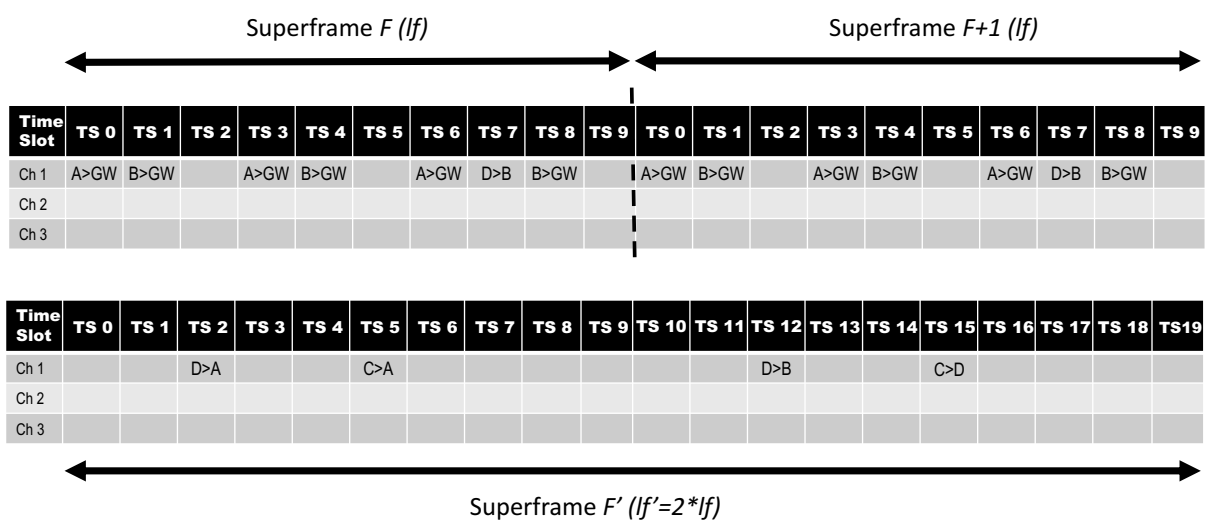 Superframe F (lf) Superframe F+1 (lf)
Time Slot TS 0 TS 1 TS 2 TS 3 TS 4 TS 5 TS 6 TS 7 TS 8 TS 9 TS 0 TS 1 TS 2 TS 3 TS 4 TS 5 TS 6 TS 7 TS 8 TS 9
Ch 1 A>GW B>GW A>GW B>GW A>GW D>B B>GW A>GW B>GW A>GW B>GW A>GW D>B B>GW
Ch 2
Ch 3
Time Slot TS 0 TS 1 TS 2 TS 3 TS 4 TS 5 TS 6 TS 7 TS 8 TS 9 TS 10 TS 11 TS 12 TS 13 TS 14 TS 15 TS 16 TS 17 TS 18 TS19
Ch 1 D>A C>A D>B C>D
Ch 2
Ch 3
Superframe F’ (lf’=2*lf)